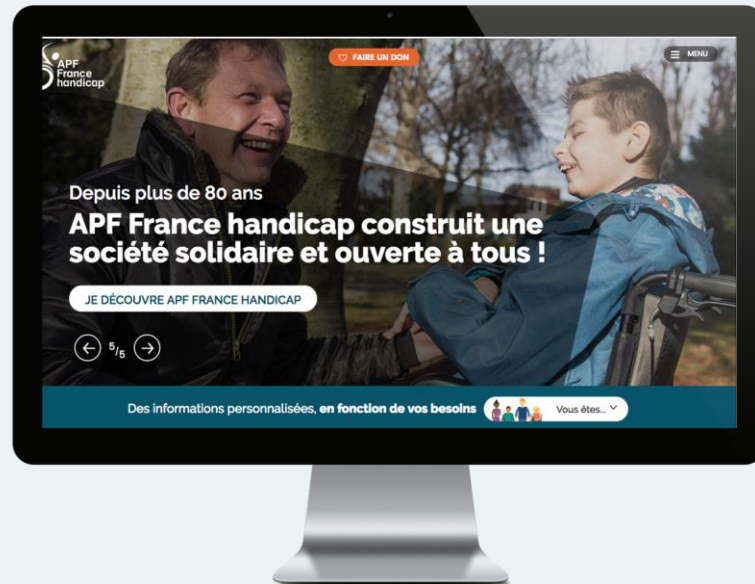 APF
France
handicap
FAIRE UN DON
MENU
Depuis plus de 80 ans
APF France handicap construit une
société solidaire et ouverte à tous !
JE DÉCOUVRE APF FRANCE HANDICAP
5/5
Des informations personnalisées, en fonction de vos besoins
Vous êtes...